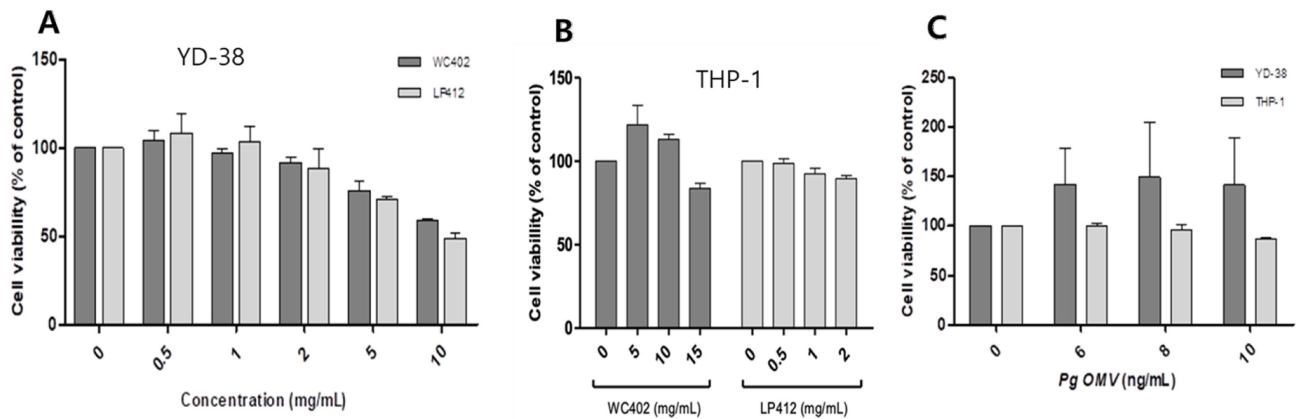 A
YD-38
WC402
LP412
Cell viabillity (% of control)
150
100
50
0
0 0.5 1 2 5 10
Concentration (mg/mL)
B
THP-1
Cell viabillity (% of control)
150
100
50
0
0 5 10 15 0 0.5 1 2
WC402 (mg/mL) LP412 (mg/mL)
C
YD-38
THP-1
Cell viability (% of control)
250
200
150
100
50
0
0 6 8 10
Pg OMV (ng/mL)